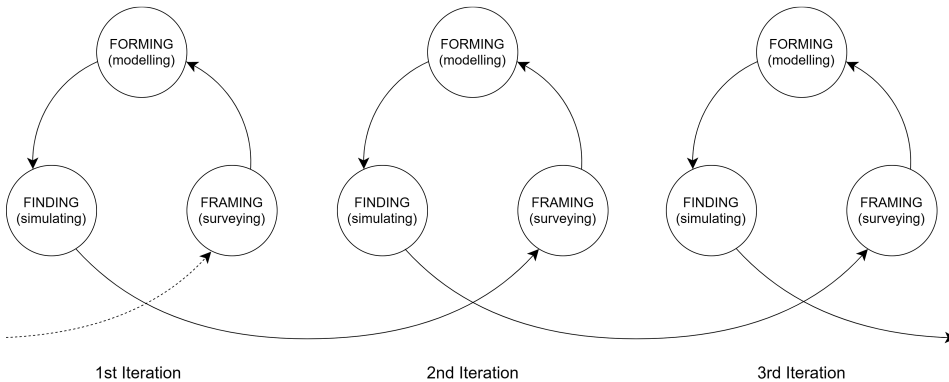 FORMING
(modelling)
FINDING
(simulating)
FRAMING
(surveying)
1st Iteration
FORMING
(modelling)
FINDING
(simulating)
FRAMING
(surveying)
2nd Iteration
FORMING
(modelling)
FINDING
(simulating)
FRAMING
(surveying)
3rd Iteration